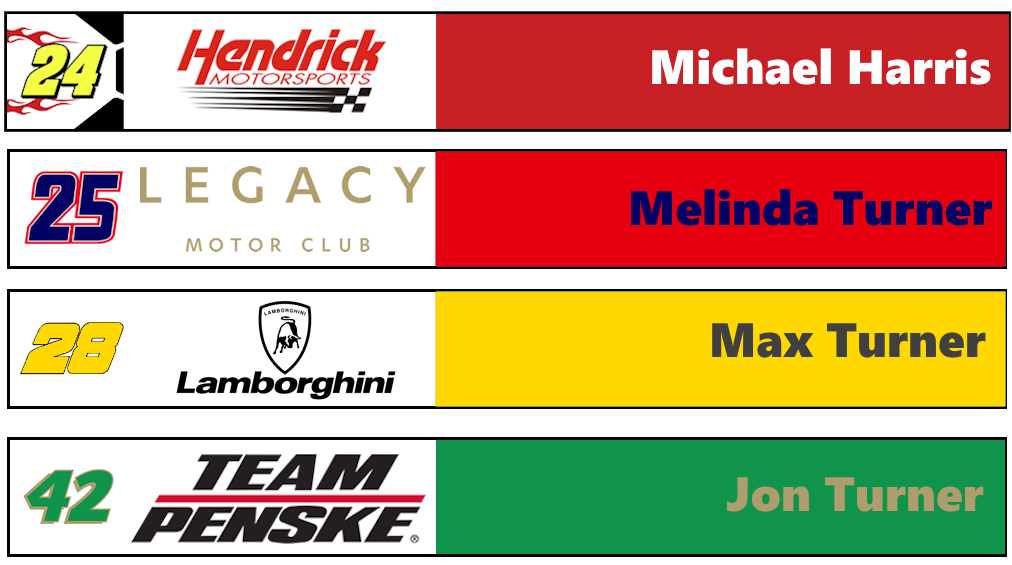 24
Hendrick
MOTORSPORTS
Michael Harris
25
LEGACY
MOTOR CLUB
Melinda Turner
28
LAMBORGHINI
Lamborghini
Max Turner
42
TEAM
PENSKE®
Jon Turner